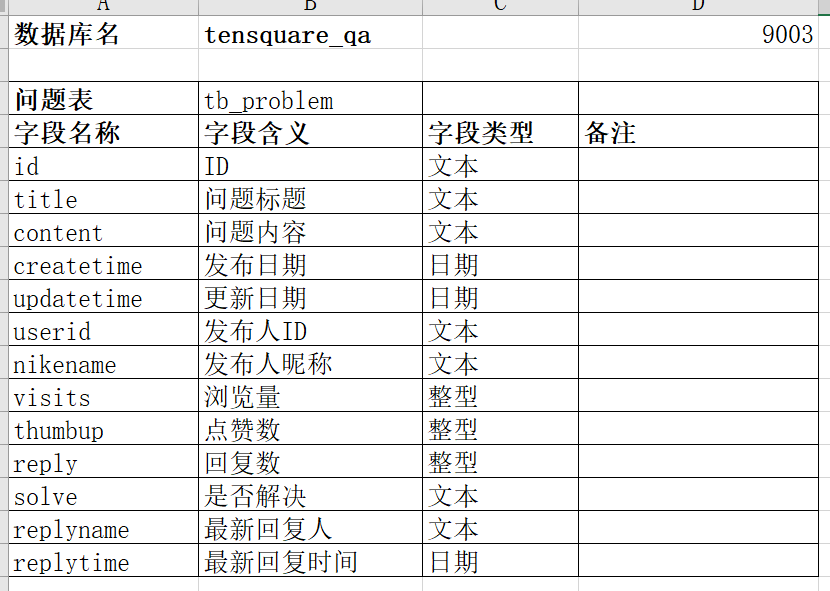 A B C D
数据库名 tensquare_qa 9003
问题表 tb_problem
字段名称 字段含义 字段类型 备注
id ID 文本
title 问题标题 文本
content 问题内容 文本
createtime 发布日期 日期
updatetime 更新日期 日期
userid 发布人ID 文本
nikename 发布人昵称 文本
visits 浏览量 整型
thumbup 点赞数 整型
reply 回复数 整型
solve 是否解决 文本
replyname 最新回复人 文本
replytime 最新回复时间 日期